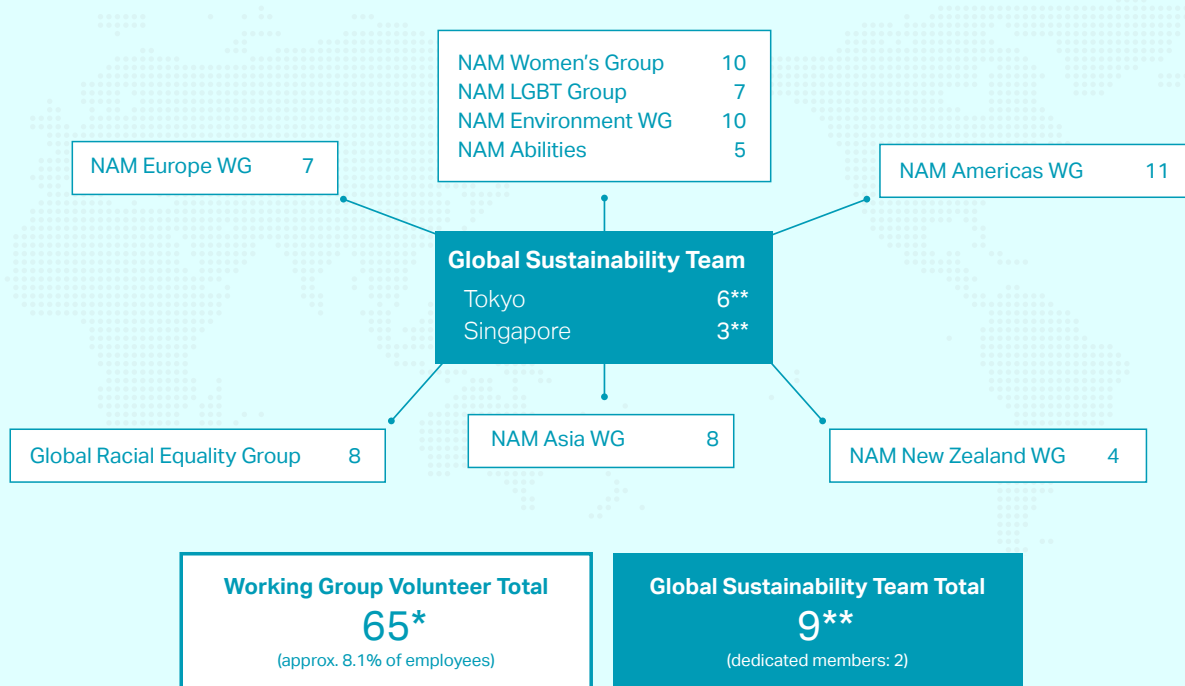 NAM Women's Group 10
NAM LGBT Group 7
NAM Environment WG 10
NAM Abilities 5
NAM Europe WG 7
NAM Americas WG 11
Global Sustainability Team
Tokyo 6**
Singapore 3**
Global Racial Equality Group 8
NAM Asia WG 8
NAM New Zealand WG 4
Working Group Volunteer Total
65*
(approx. 8.1% of employees)
Global Sustainability Team Total
9**
(dedicated members: 2)